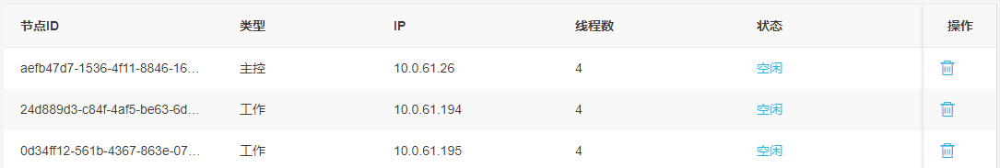 节点ID 类型 IP 线程数 状态 操作
aefb47d7-1536-4f11-8846-16... 主控 10.0.61.26 4 空闲
24d889d3-c84f-4af5-be63-6d... 工作 10.0.61.194 4 空闲
0d34ff12-561b-4367-863e-07... 工作 10.0.61.195 4 空闲